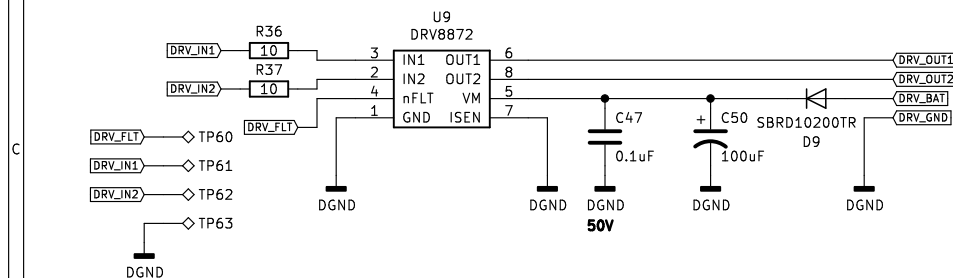 U9
DRV8872
R36
DRV_IN1
10
3 IN1 OUT1 6
DRV_OUT1
R37
DRV_IN2
10
2 IN2 OUT2 8
DRV_OUT2
4 nFLT VM 5
DRV_BAT
1 GND ISEN 7
DRV_GND
DRV_FLT
C47
0.1uF
+ C50
100uF
SBRD10200TR
D9
DRV_FLT TP60
C
DRV_IN1 TP61
DRV_IN2 TP62
TP63
DGND
DGND
DGND
50V
DGND
DGND
DGND